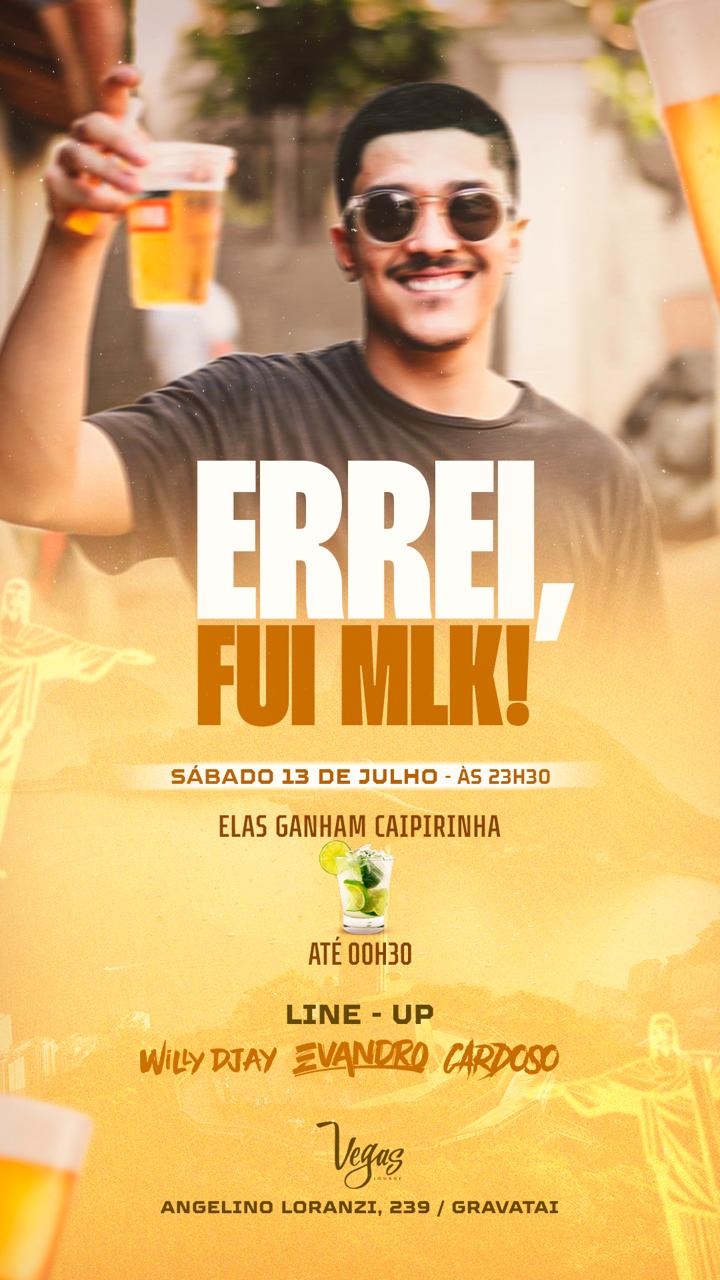 ERREI,
FUI MLK!
SÁBADO 13 DE JULHO - ÀS 23H30
ELAS GANHAM CAIPIRINHA
ATÉ 00H30
LINE - UP
WILLY DJAY EVANDRO CARDOSO
Vegas
LOUNGE
ANGELINO LORANZI, 239 / GRAVATAI